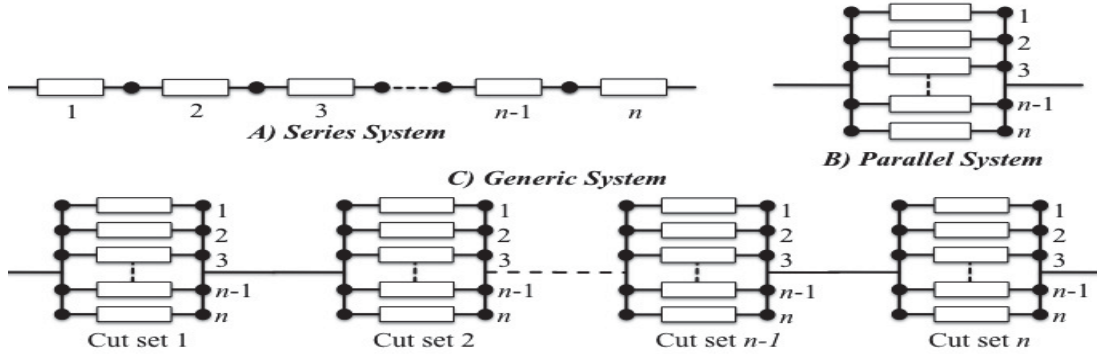 1 2 3 n-1 n
A) Series System
1
2
3
n-1
n
B) Parallel System
C) Generic System
1
2
3
n-1
n
Cut set 1
1
2
3
n-1
n
Cut set 2
1
2
3
n-1
n
Cut set n-1
1
2
3
n-1
n
Cut set n